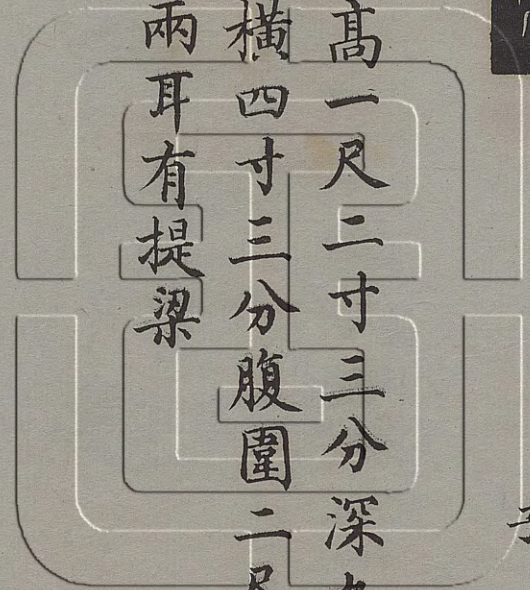 高一尺二寸三分深
橫四寸三分腹圍二尺
兩耳有提梁